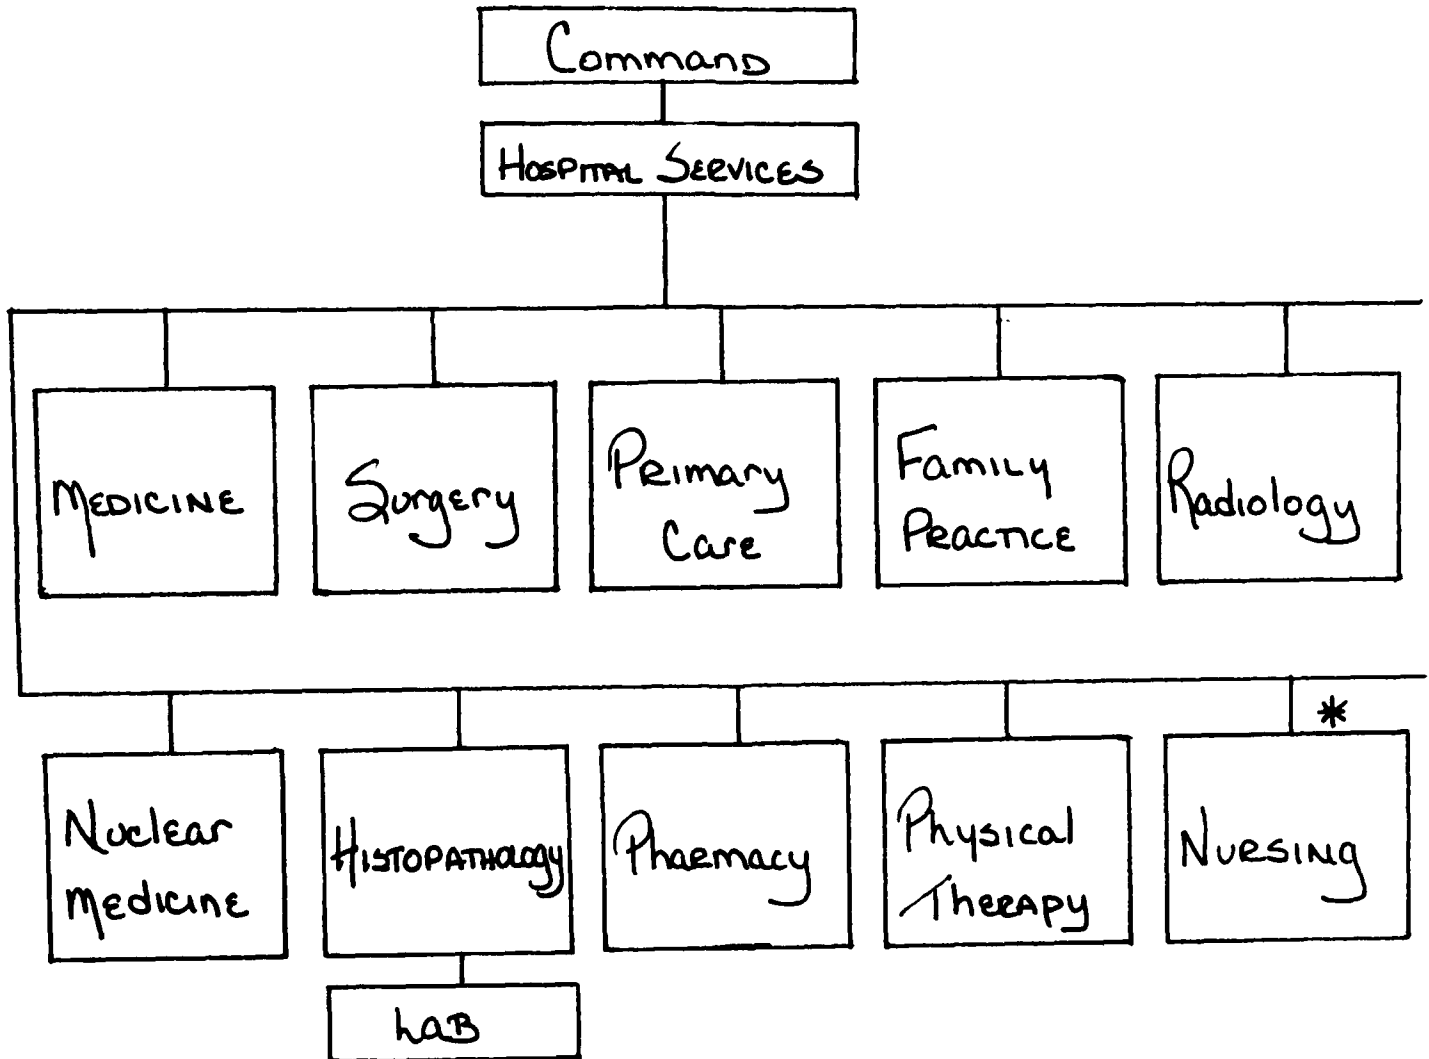 Command
Hospital Services
Medicine
Surgery
Primary
Care
Family
Practice
Radiology
*
Nuclear
Medicine
Histopathology
Pharmacy
Physical
Therapy
Nursing
Lab